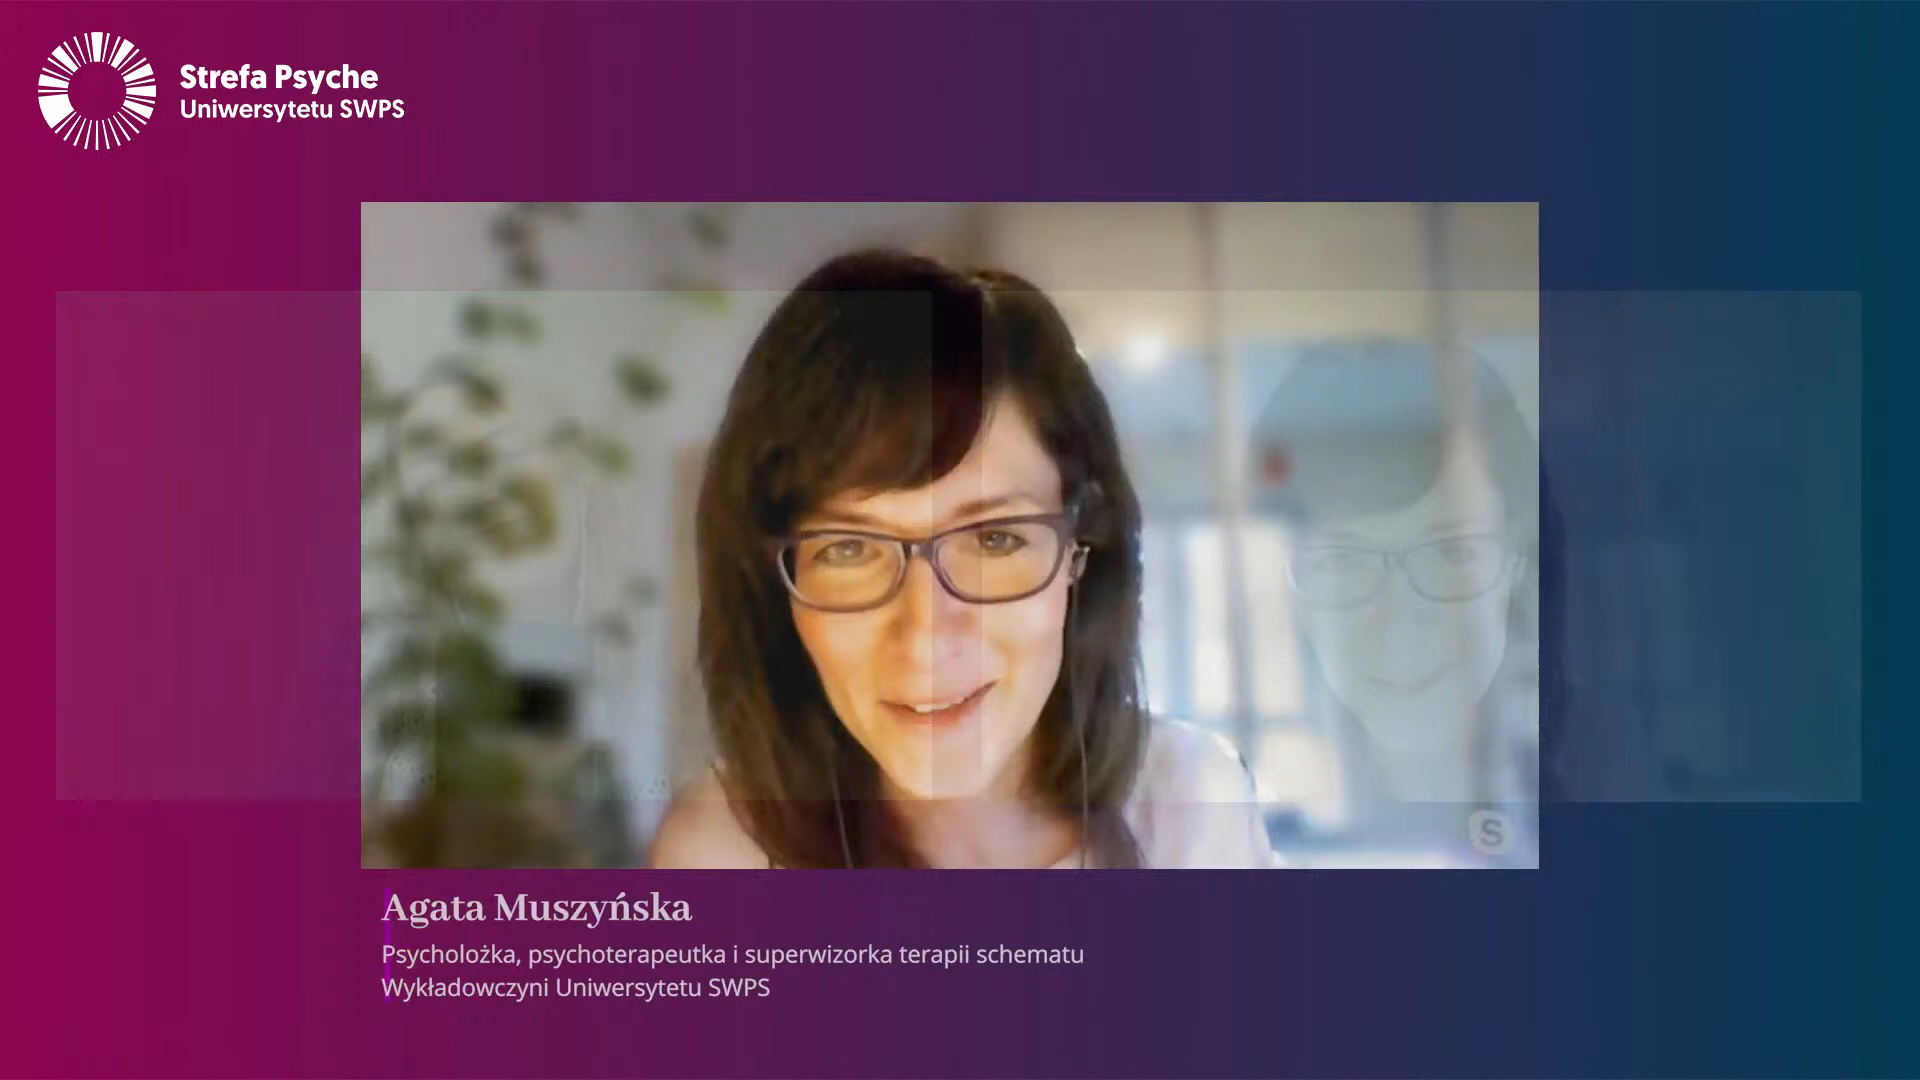 Strefa Psyche
Uniwersytetu SWPS
S
Agata Muszyńska
Psycholożka, psychoterapeutka i superwizorka terapii schematu
Wykładowczyni Uniwersytetu SWPS